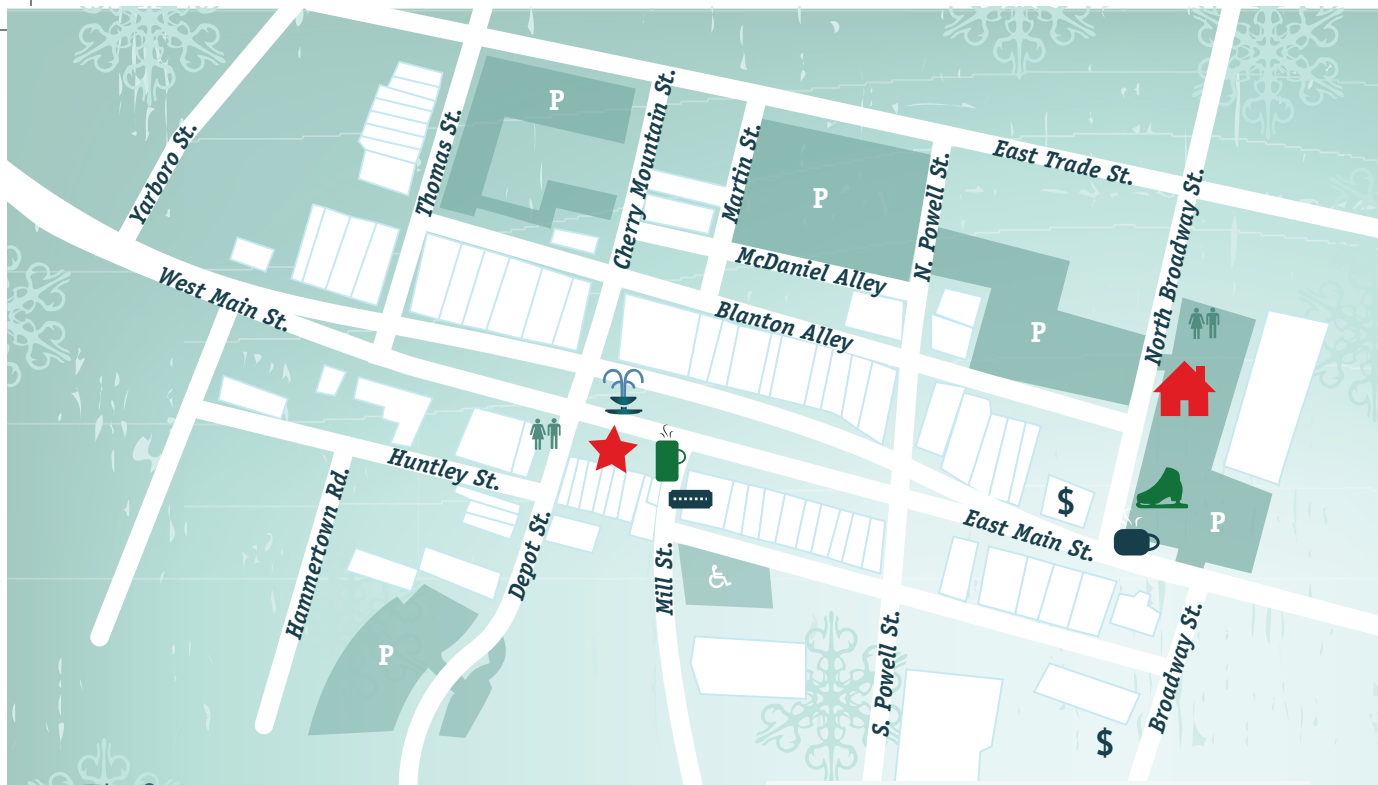 P
Yarboro St.
Thomas St.
Cherry Mountain St.
Martin St.
P
East Trade St.
N. Powell St.
North Broadway St.
McDaniel Alley
West Main St.
Blanton Alley
P
Huntley St.
Hammertown Rd.
Depot St.
Mill St.
$
East Main St.
P
P
S. Powell St.
Broadway St.
$